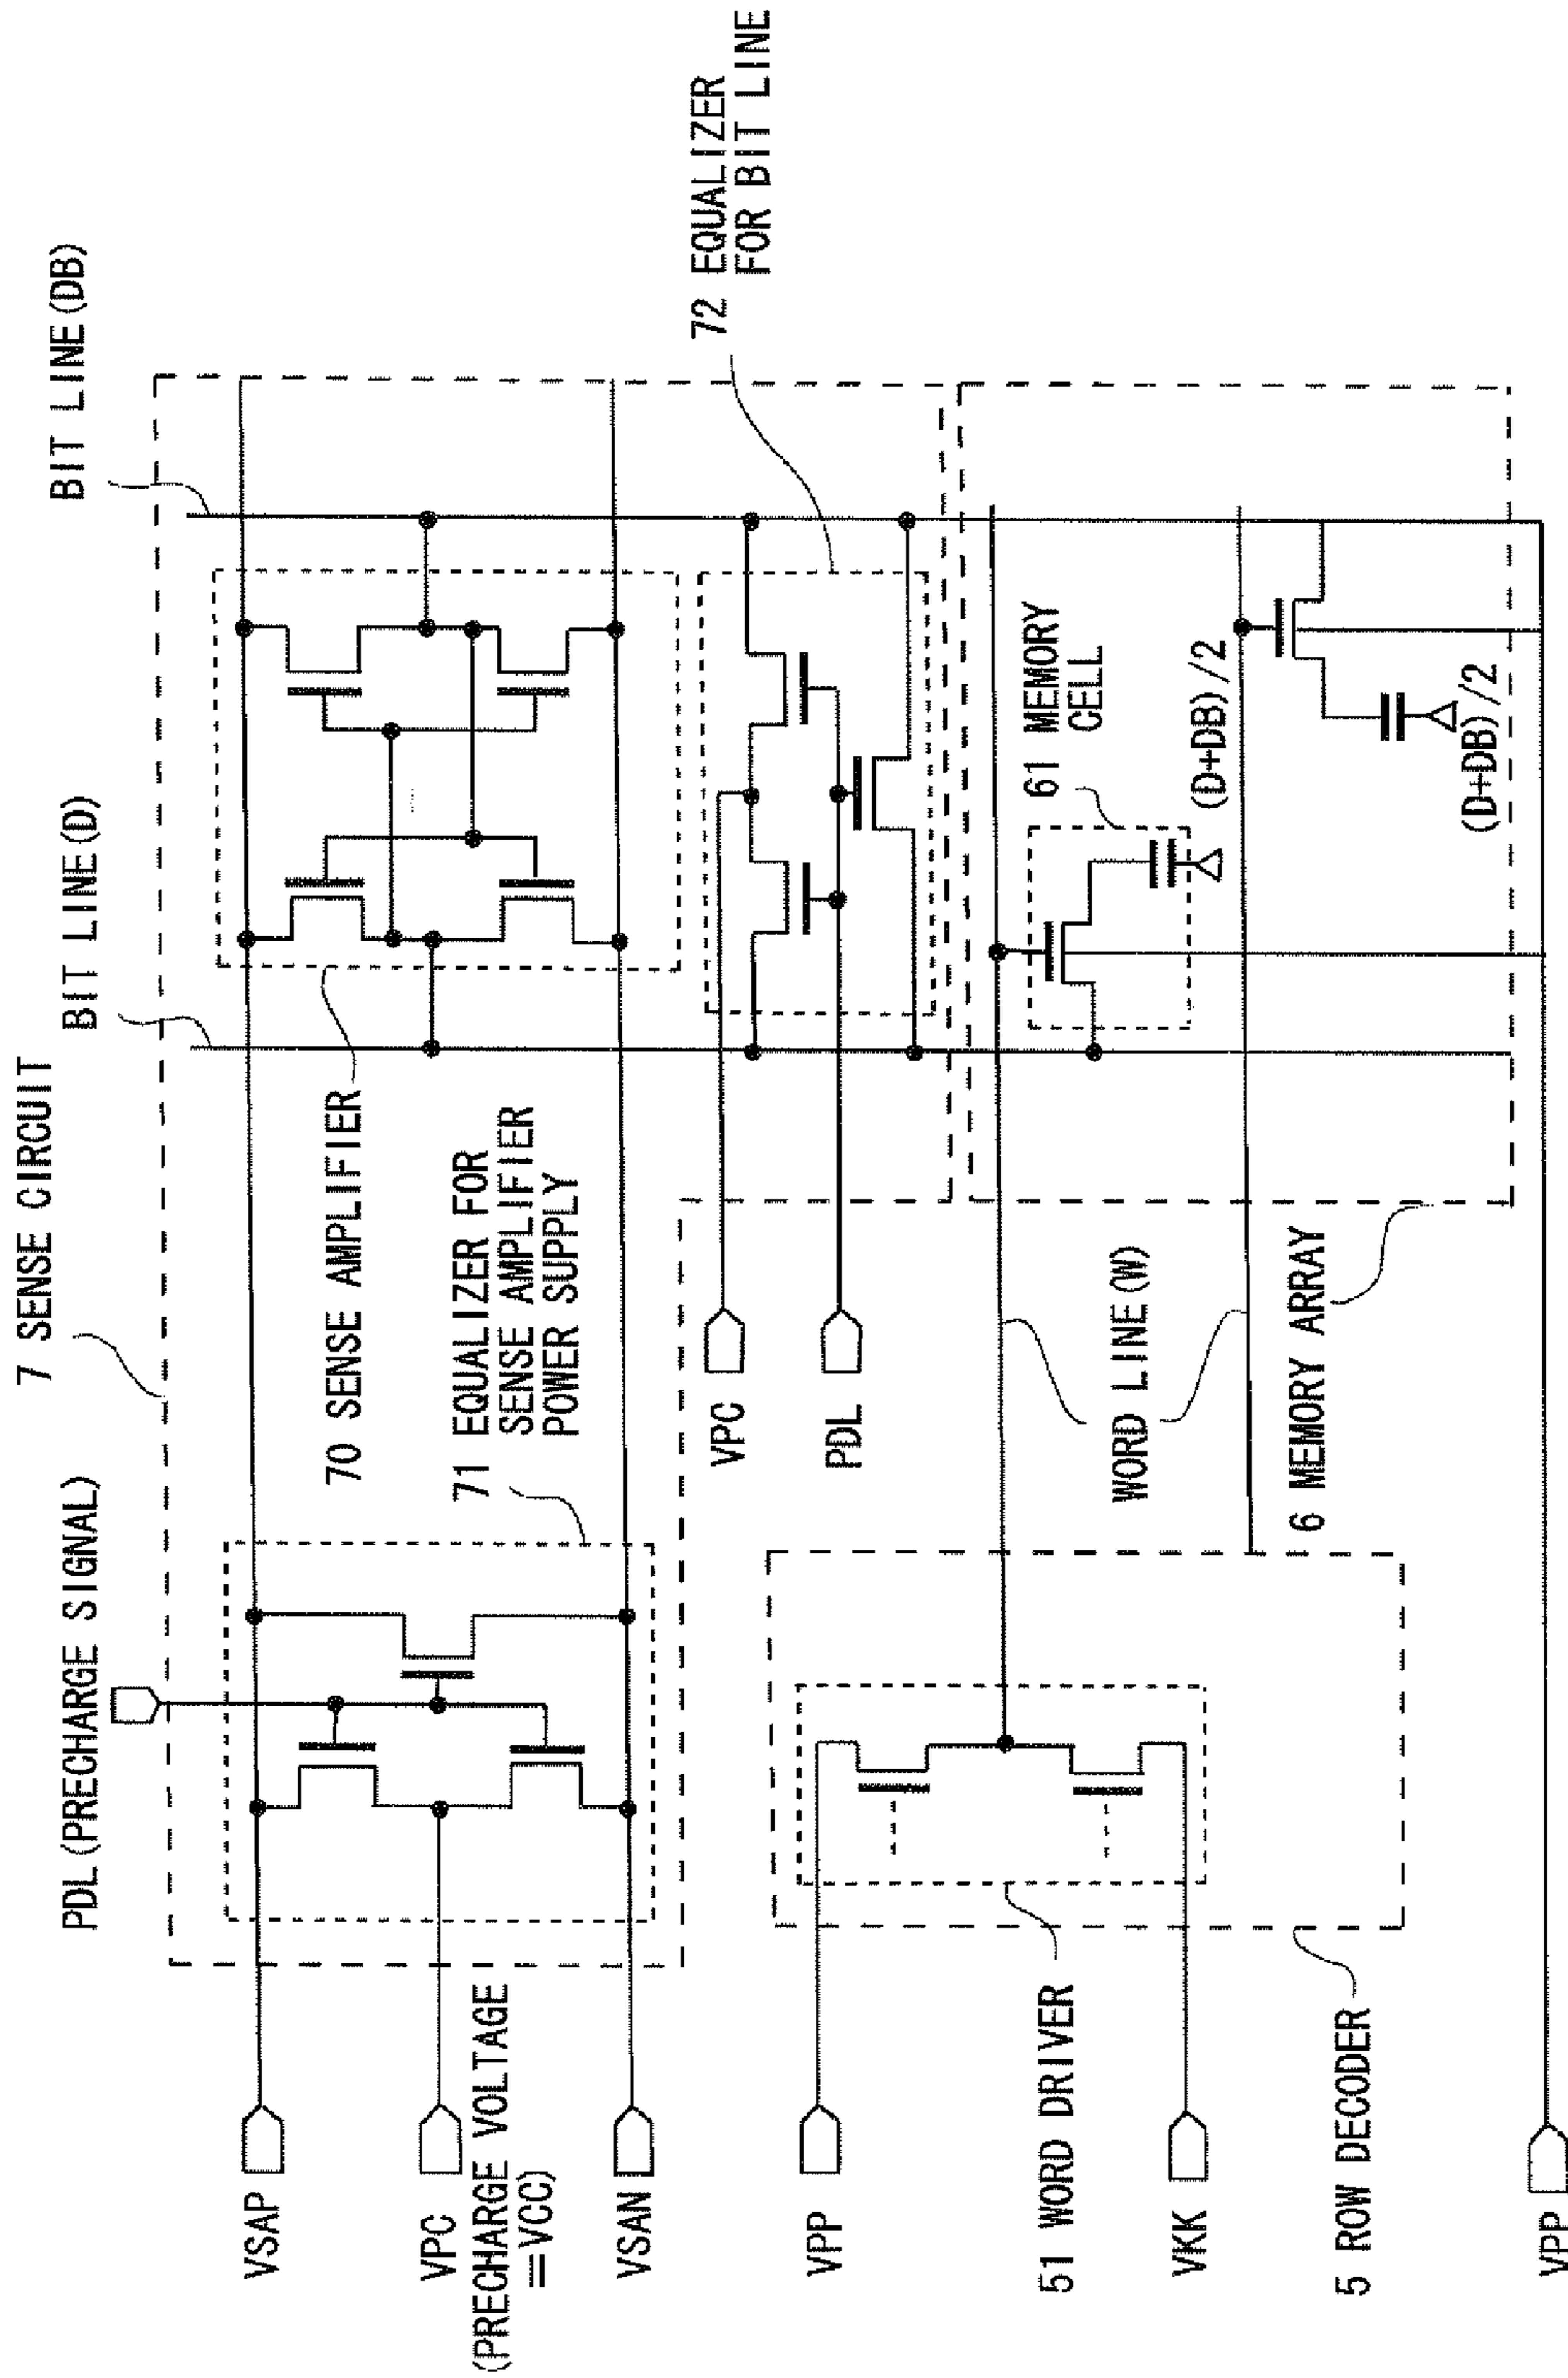 7 SENSE CIRCUIT
PDL(PRECHARGE SIGNAL)
BIT LINE(D)
BIT LINE(DB)
VSAP
VPC
(PRECHARGE VOLTAGE
=VCC)
VSAN
70 SENSE AMPLIFIER
71 EQUALIZER FOR
SENSE AMPLIFIER
POWER SUPPLY
72 EQUALIZER
FOR BIT LINE
VPC
PDL
VPP
51 WORD DRIVER
VKK
5 ROW DECODER
WORD LINE(W)
6 MEMORY ARRAY
61 MEMORY
CELL
(D+DB)/2
(D+DB)/2
VPP